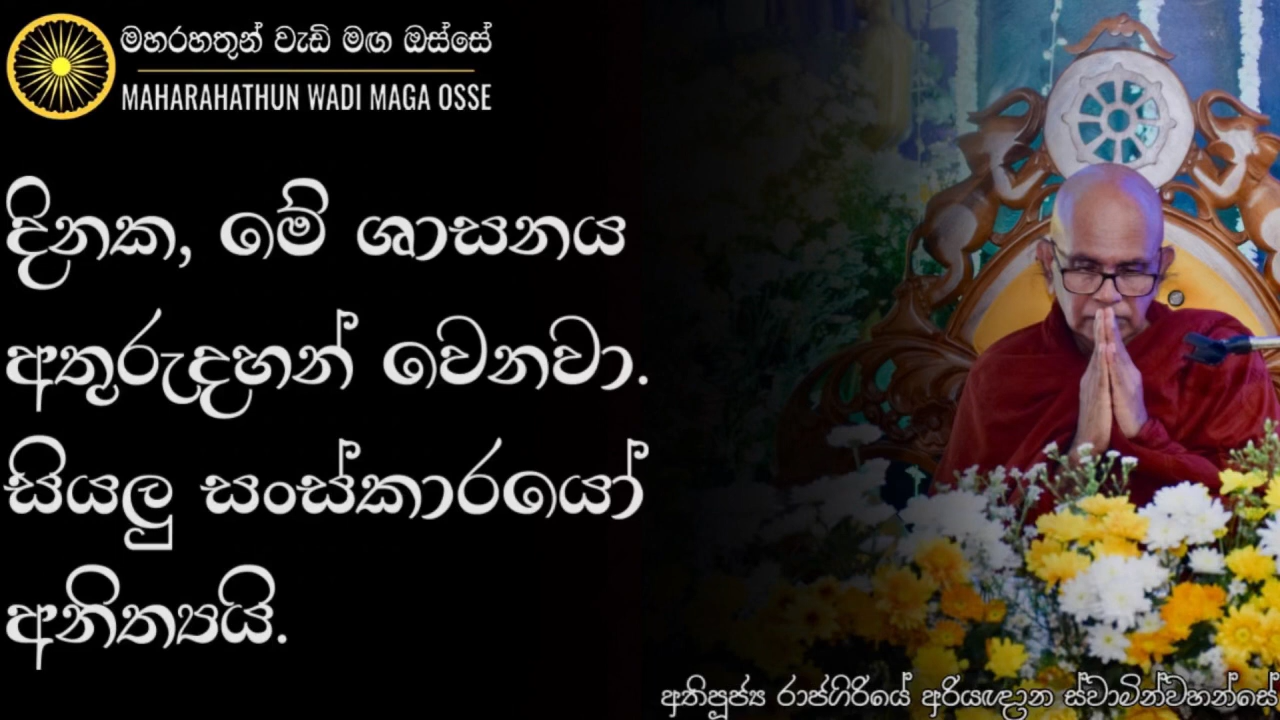 මහරහතුන් වැඩි මඟ ඔස්සේ
MAHARAHATHUN WADI MAGA OSSE
දිනක, මේ ශාසනය
අතුරුදහන් වෙනවා.
සියලු සංස්කාරයෝ
අනිත්‍යයි.
අතිපූජ්‍ය රාජගිරියේ අරියඥාන ස්වාමින්වහන්සේ